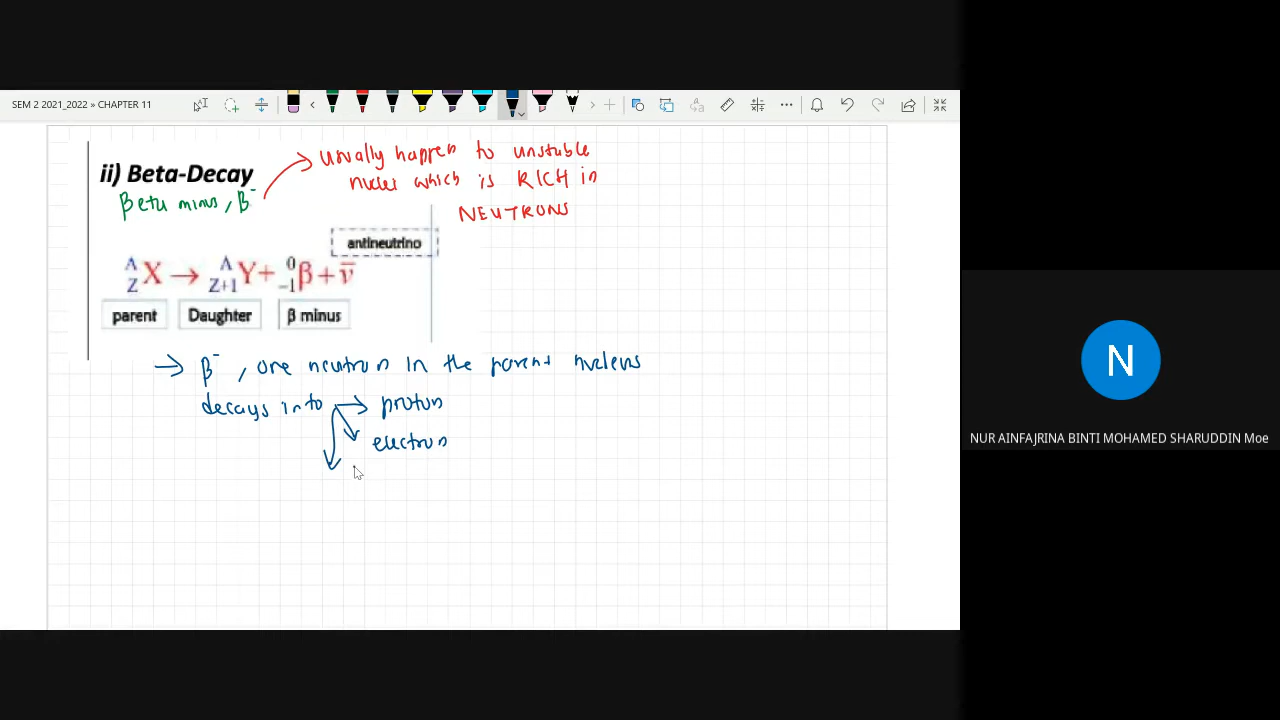 SEM 2 2021_2022 » CHAPTER 11
ii) Beta-Decay
Beta minus, β⁻
usually happen to unstable
nuclei which is RICH in
NEUTRONS
antineutrino
ᴬ_Z X → ᴬ_Z+1 Y + ⁰_−1 β + ν̅
parent
Daughter
β minus
→ β⁻, one neutron in the parent nucleus
decays into → proton
electron
N
NUR AINFAJRINA BINTI MOHAMED SHARUDDIN Moe